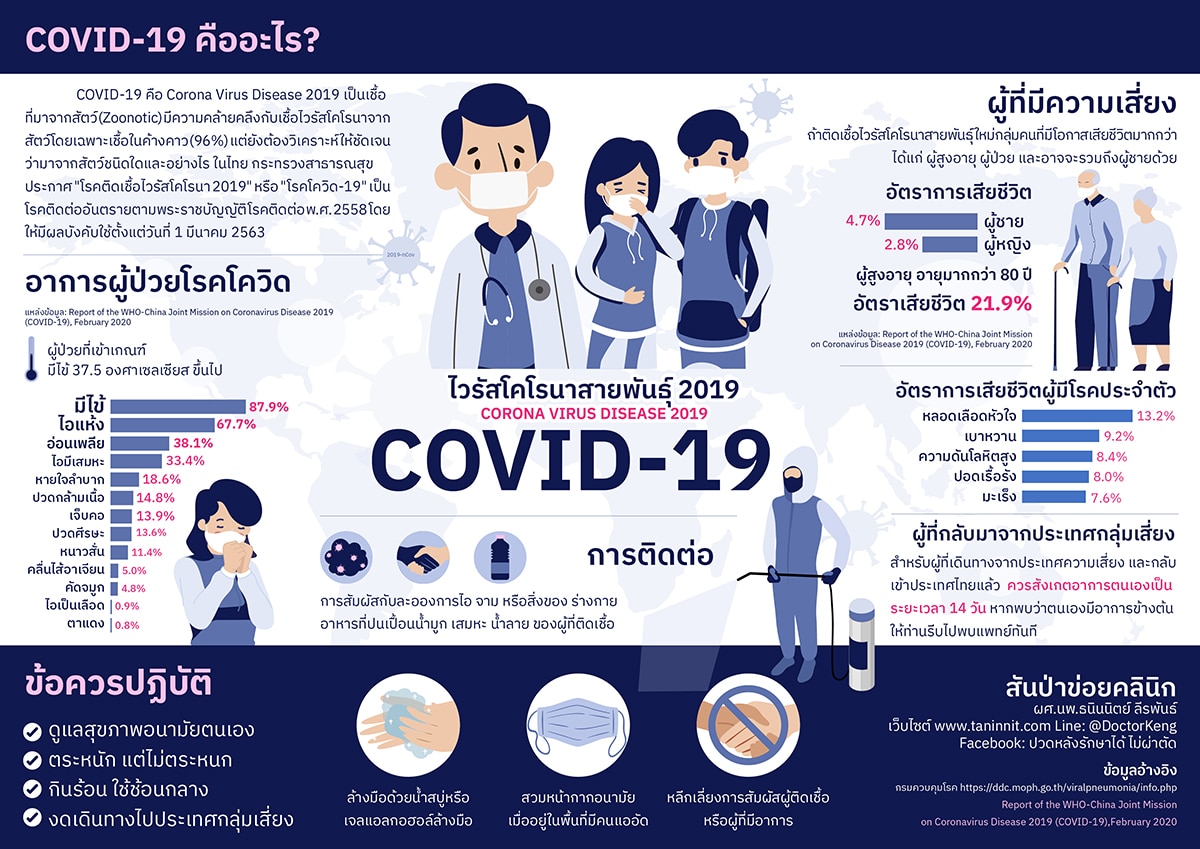 COVID-19 คืออะไร?
COVID-19 คือ Corona Virus Disease 2019 เป็นเชื้อ
ที่มาจากสัตว์(Zoonotic)มีความคล้ายคลึงกับเชื้อไวรัสโคโรนาจาก
สัตว์โดยเฉพาะเชื้อในค้างคาว(96%)แต่ยังต้องวิเคราะห์ให้ชัดเจน
ว่ามาจากสัตว์ชนิดใดและอย่างไร ในไทย กระทรวงสาธารณสุข
ประกาศ "โรคติดเชื้อไวรัสโคโรนา 2019" หรือ "โรคโควิด-19" เป็น
โรคติดต่ออันตรายตามพระราชบัญญัติโรคติดต่อพ.ศ.2558โดย
ให้มีผลบังคับใช้ตั้งแต่วันที่ 1 มีนาคม 2563
2019-nCov
อาการผู้ป่วยโรคโควิด
แหล่งข้อมูล: Report of the WHO-China Joint Mission on Coronavirus Disease 2019
(COVID-19), February 2020
ผู้ป่วยที่เข้าเกณฑ์
มีไข้ 37.5 องศาเซลเซียส ขึ้นไป
มีไข้ 87.9%
ไอแห้ง 67.7%
อ่อนเพลีย 38.1%
ไอมีเสมหะ 33.4%
หายใจลำบาก 18.6%
ปวดกล้ามเนื้อ 14.8%
เจ็บคอ 13.9%
ปวดศีรษะ 13.6%
หนาวสั่น 11.4%
คลื่นไส้อาเจียน 5.0%
คัดจมูก 4.8%
ไอเป็นเลือด 0.9%
ตาแดง 0.8%
ไวรัสโคโรนาสายพันธุ์ 2019
CORONA VIRUS DISEASE 2019
COVID-19
การติดต่อ
การสัมผัสกับละอองการไอ จาม หรือสิ่งของ ร่างกาย
อาหารที่ปนเปื้อนน้ำมูก เสมหะ น้ำลาย ของผู้ที่ติดเชื้อ
ผู้ที่มีความเสี่ยง
ถ้าติดเชื้อไวรัสโคโรนาสายพันธุ์ใหม่กลุ่มคนที่มีโอกาสเสียชีวิตมากกว่า
ได้แก่ ผู้สูงอายุ ผู้ป่วย และอาจจะรวมถึงผู้ชายด้วย
อัตราการเสียชีวิต
4.7% ผู้ชาย
2.8% ผู้หญิง
ผู้สูงอายุ อายุมากกว่า 80 ปี
อัตราเสียชีวิต 21.9%
แหล่งข้อมูล: Report of the WHO-China Joint Mission
on Coronavirus Disease 2019 (COVID-19), February 2020
อัตราการเสียชีวิตผู้มีโรคประจำตัว
หลอดเลือดหัวใจ 13.2%
เบาหวาน 9.2%
ความดันโลหิตสูง 8.4%
ปอดเรื้อรัง 8.0%
มะเร็ง 7.6%
ผู้ที่กลับมาจากประเทศกลุ่มเสี่ยง
สำหรับผู้ที่เดินทางจากประเทศความเสี่ยง และกลับ
เข้าประเทศไทยแล้ว ควรสังเกตอาการตนเองเป็น
ระยะเวลา 14 วัน หากพบว่าตนเองมีอาการข้างต้น
ให้ท่านรีบไปพบแพทย์ทันที
ข้อควรปฏิบัติ
ดูแลสุขภาพอนามัยตนเอง
ตระหนัก แต่ไม่ตระหนก
กินร้อน ใช้ช้อนกลาง
งดเดินทางไปประเทศกลุ่มเสี่ยง
ล้างมือด้วยน้ำสบู่หรือ
เจลแอลกอฮอล์ล้างมือ
สวมหน้ากากอนามัย
เมื่ออยู่ในพื้นที่มีคนแออัด
หลีกเลี่ยงการสัมผัสผู้ติดเชื้อ
หรือผู้ที่มีอาการ
สันป่าข่อยคลินิก
ผศ.นพ.ธนินนิตย์ ลีรพันธ์
เว็บไซต์ www.taninnit.com Line: @DoctorKeng
Facebook: ปวดหลังรักษาได้ ไม่ผ่าตัด
ข้อมูลอ้างอิง
กรมควบคุมโรค https://ddc.moph.go.th/viralpneumonia/info.php
Report of the WHO-China Joint Mission
on Coronavirus Disease 2019 (COVID-19),February 2020